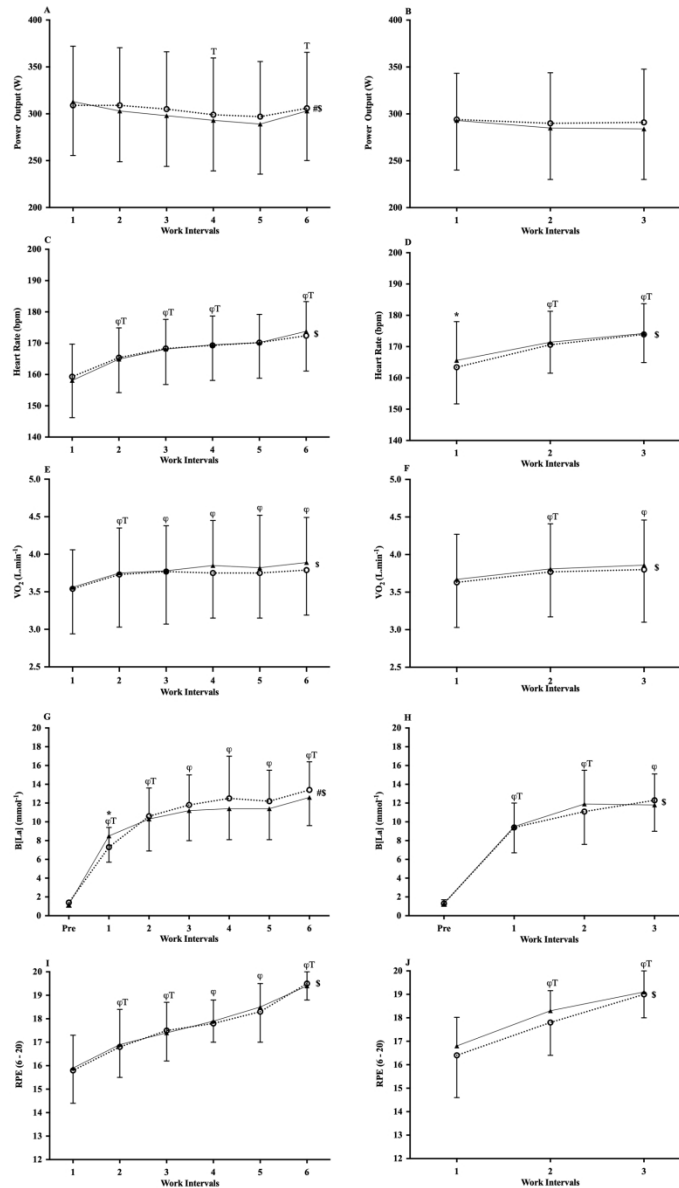 A
Power Output (W)
400
350
300
250
200
T
T
#$
1 2 3 4 5 6
Work Intervals
B
Power Output (W)
400
350
300
250
200
1 2 3
Work Intervals
C
Heart Rate (bpm)
200
190
180
170
160
150
140
φT
φT
φT
φT
$
1 2 3 4 5 6
Work Intervals
D
Heart Rate (bpm)
200
190
180
170
160
150
140
*
φT
φT
$
1 2 3
Work Intervals
E
VO₂ (L.min⁻¹)
5.0
4.5
4.0
3.5
3.0
2.5
φT
φ
φ
φ
φ
$
1 2 3 4 5 6
Work Intervals
F
VO₂ (L.min⁻¹)
5.0
4.5
4.0
3.5
3.0
2.5
φT
φ
$
1 2 3
Work Intervals
G
B[La] (mmol⁻¹)
20
18
16
14
12
10
8
6
4
2
0
*
φT
φT
φ
φ
φ
φT
#$
Pre 1 2 3 4 5 6
Work Intervals
H
B[La] (mmol⁻¹)
20
18
16
14
12
10
8
6
4
2
0
φT
φT
φ
$
Pre 1 2 3
Work Intervals
I
RPE (6 - 20)
20
19
18
17
16
15
14
13
12
φT
φT
φ
φ
φT
$
1 2 3 4 5 6
Work Intervals
J
RPE (6 - 20)
20
19
18
17
16
15
14
13
12
φT
φT
$
1 2 3
Work Intervals